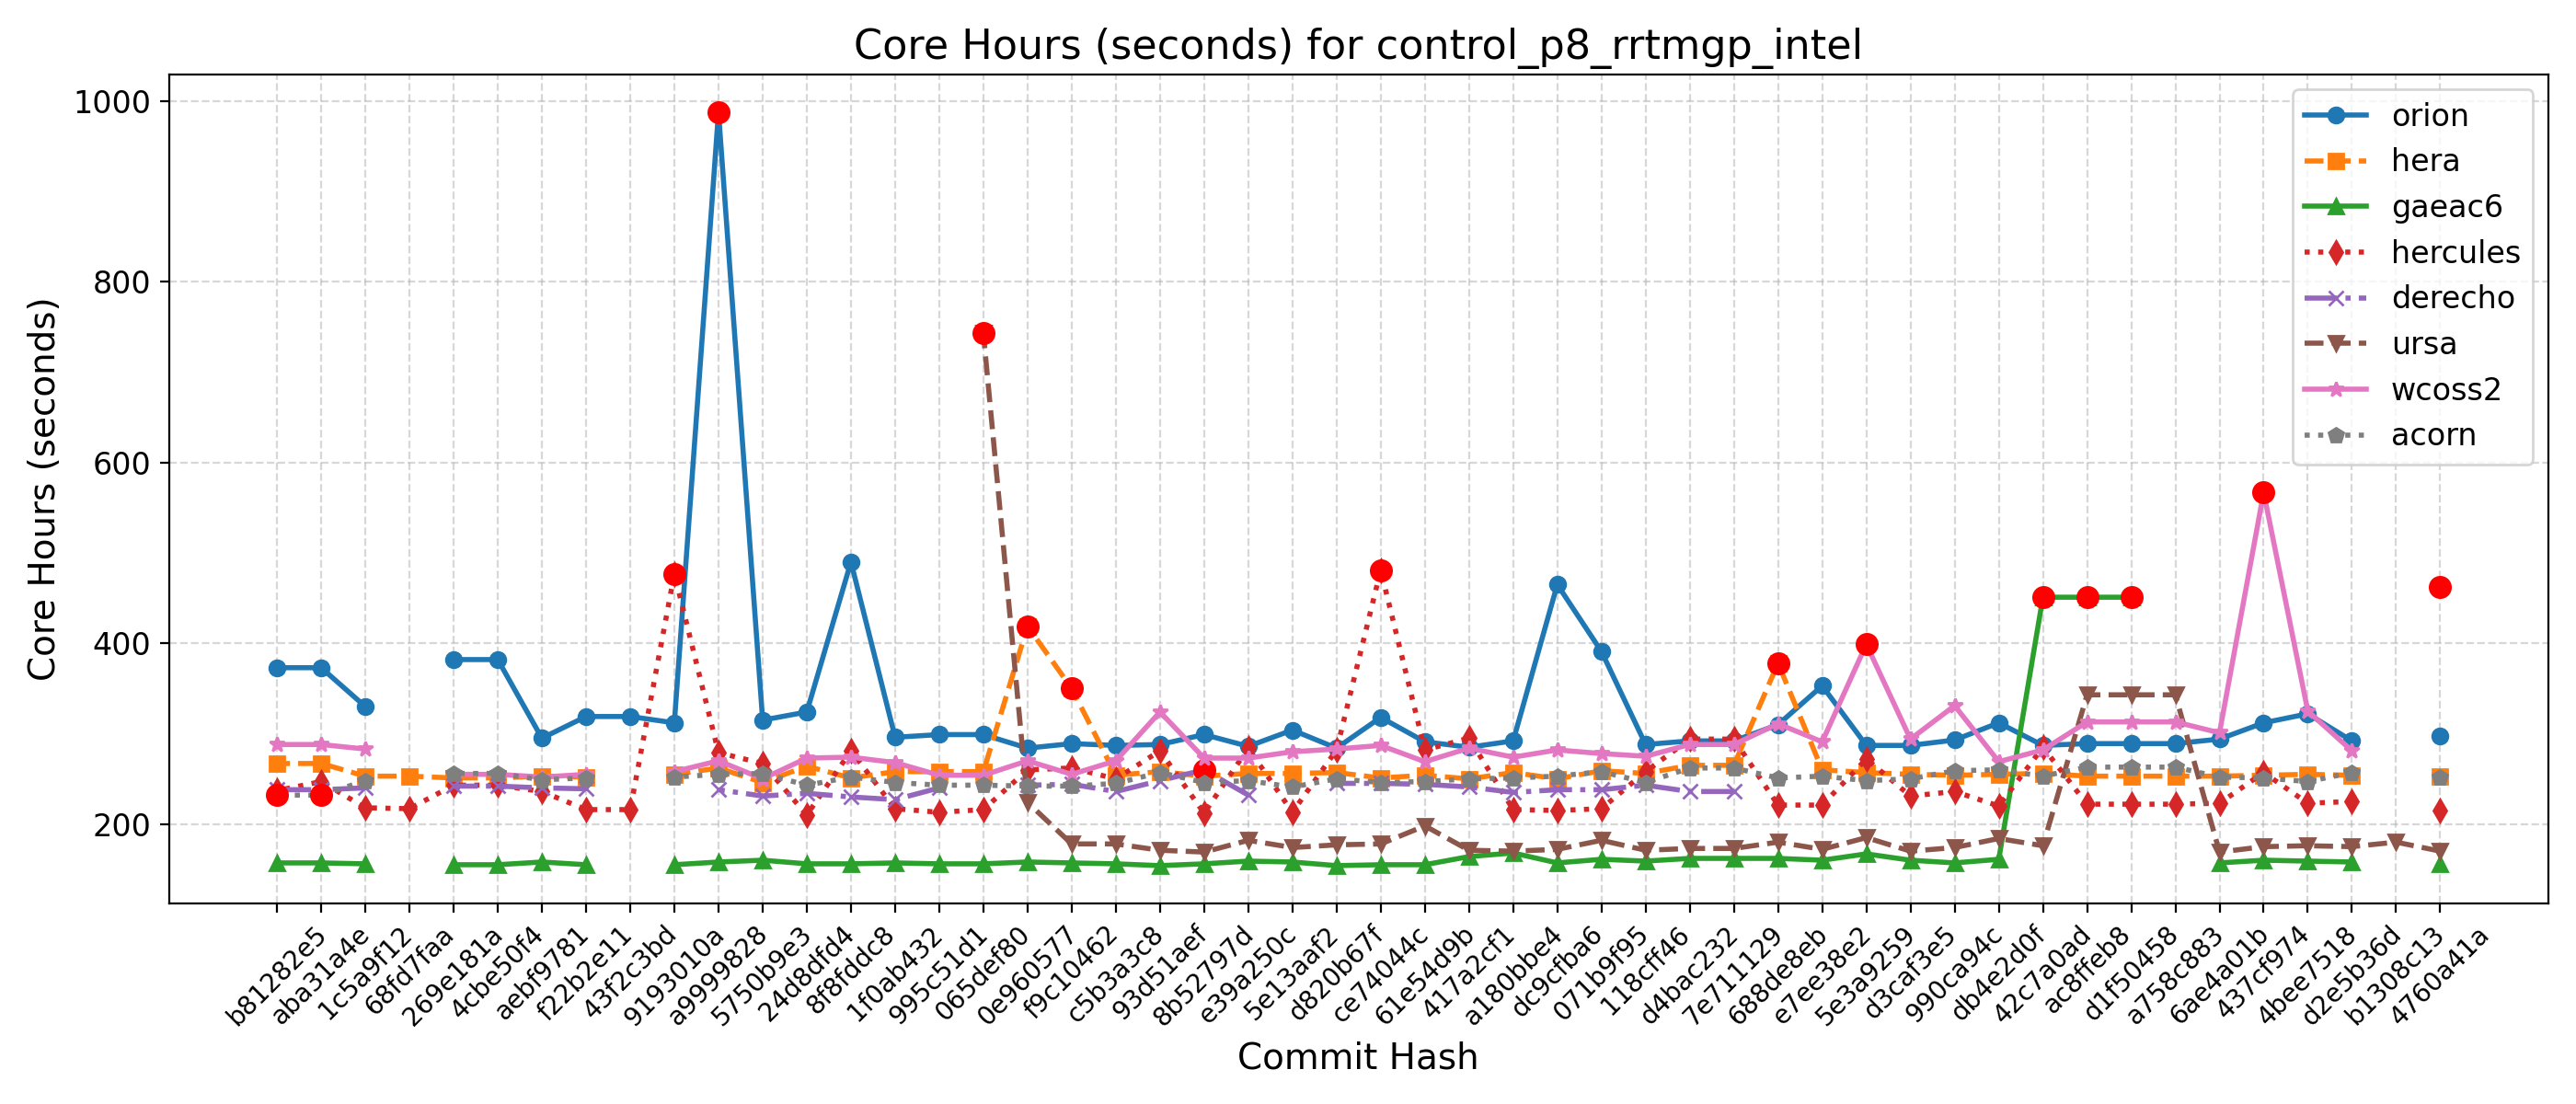 Core Hours (seconds) for control_p8_rrtmgp_intel
Core Hours (seconds)
1000
800
600
400
200
orion
hera
gaeac6
hercules
derecho
ursa
wcoss2
acorn
b81282e5
aba31a4e
1c5a9f12
68fd7faa
269e181a
4cbe50f4
aebf9781
f22b2e11
43f2c3bd
9193010a
a9999828
5750b9e3
24d8dfd4
8f8fddc8
1f0ab432
995c51d1
065def80
0e960577
f9c10462
c5b3a3c8
93d51aef
8b52797d
e39a250c
5e13aaf2
d820b67f
ce74044c
61e54d9b
417a2cf1
a180bbe4
dc9cfba6
071b9f95
118cff46
d4bac232
7e711129
688de8eb
e7ee38e2
5e3a9259
d3caf3e5
990ca94c
db4e2d0f
42c7a0ad
ac8ffeb8
d1f50458
a758c883
6ae4a01b
437cf974
4bee7518
d2e5b36d
b1308c13
4760a41a
Commit Hash